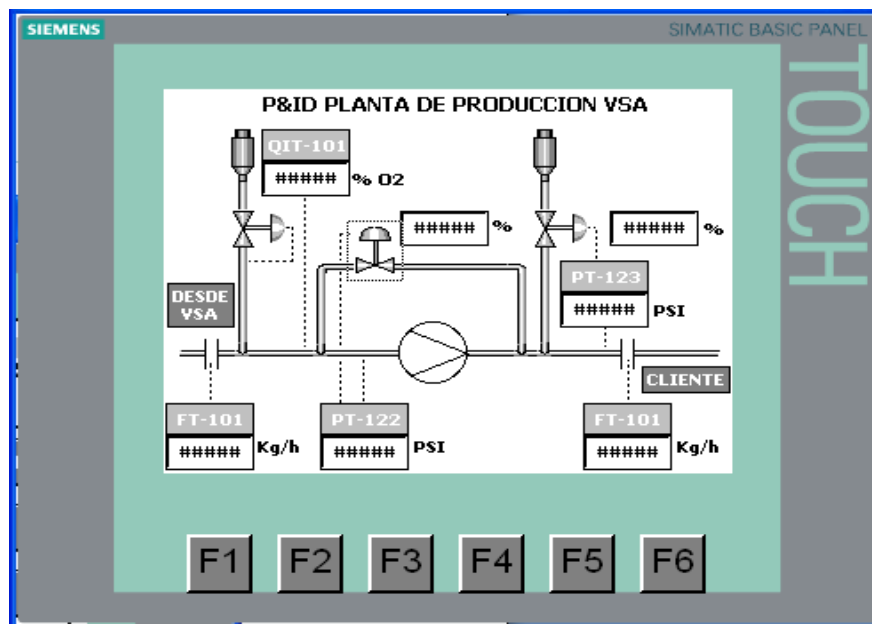 SIEMENS
SIMATIC BASIC PANEL
TOUCH
P&ID PLANTA DE PRODUCCION VSA
QIT-101
##### % O2
##### %
##### %
PT-123
##### PSI
DESDE
VSA
CLIENTE
FT-101
##### Kg/h
PT-122
##### PSI
FT-101
##### Kg/h
F1 F2 F3 F4 F5 F6